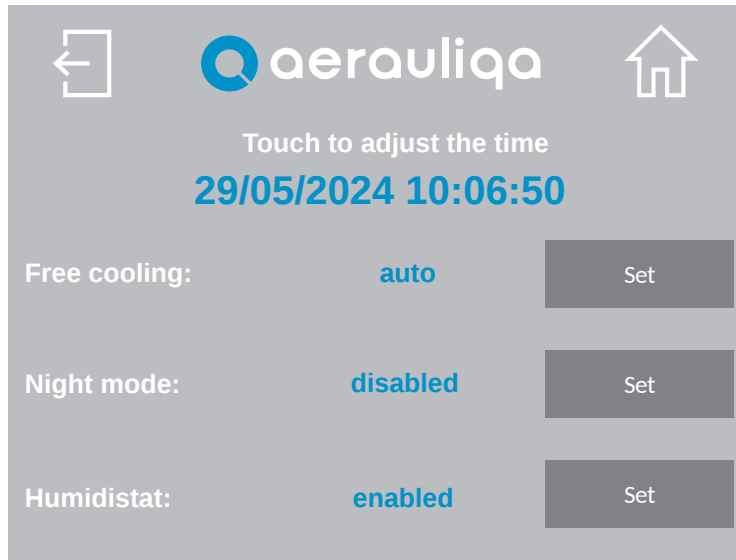 aerauliqa
Touch to adjust the time
29/05/2024 10:06:50
Free cooling: auto Set
Night mode: disabled Set
Humidistat: enabled Set